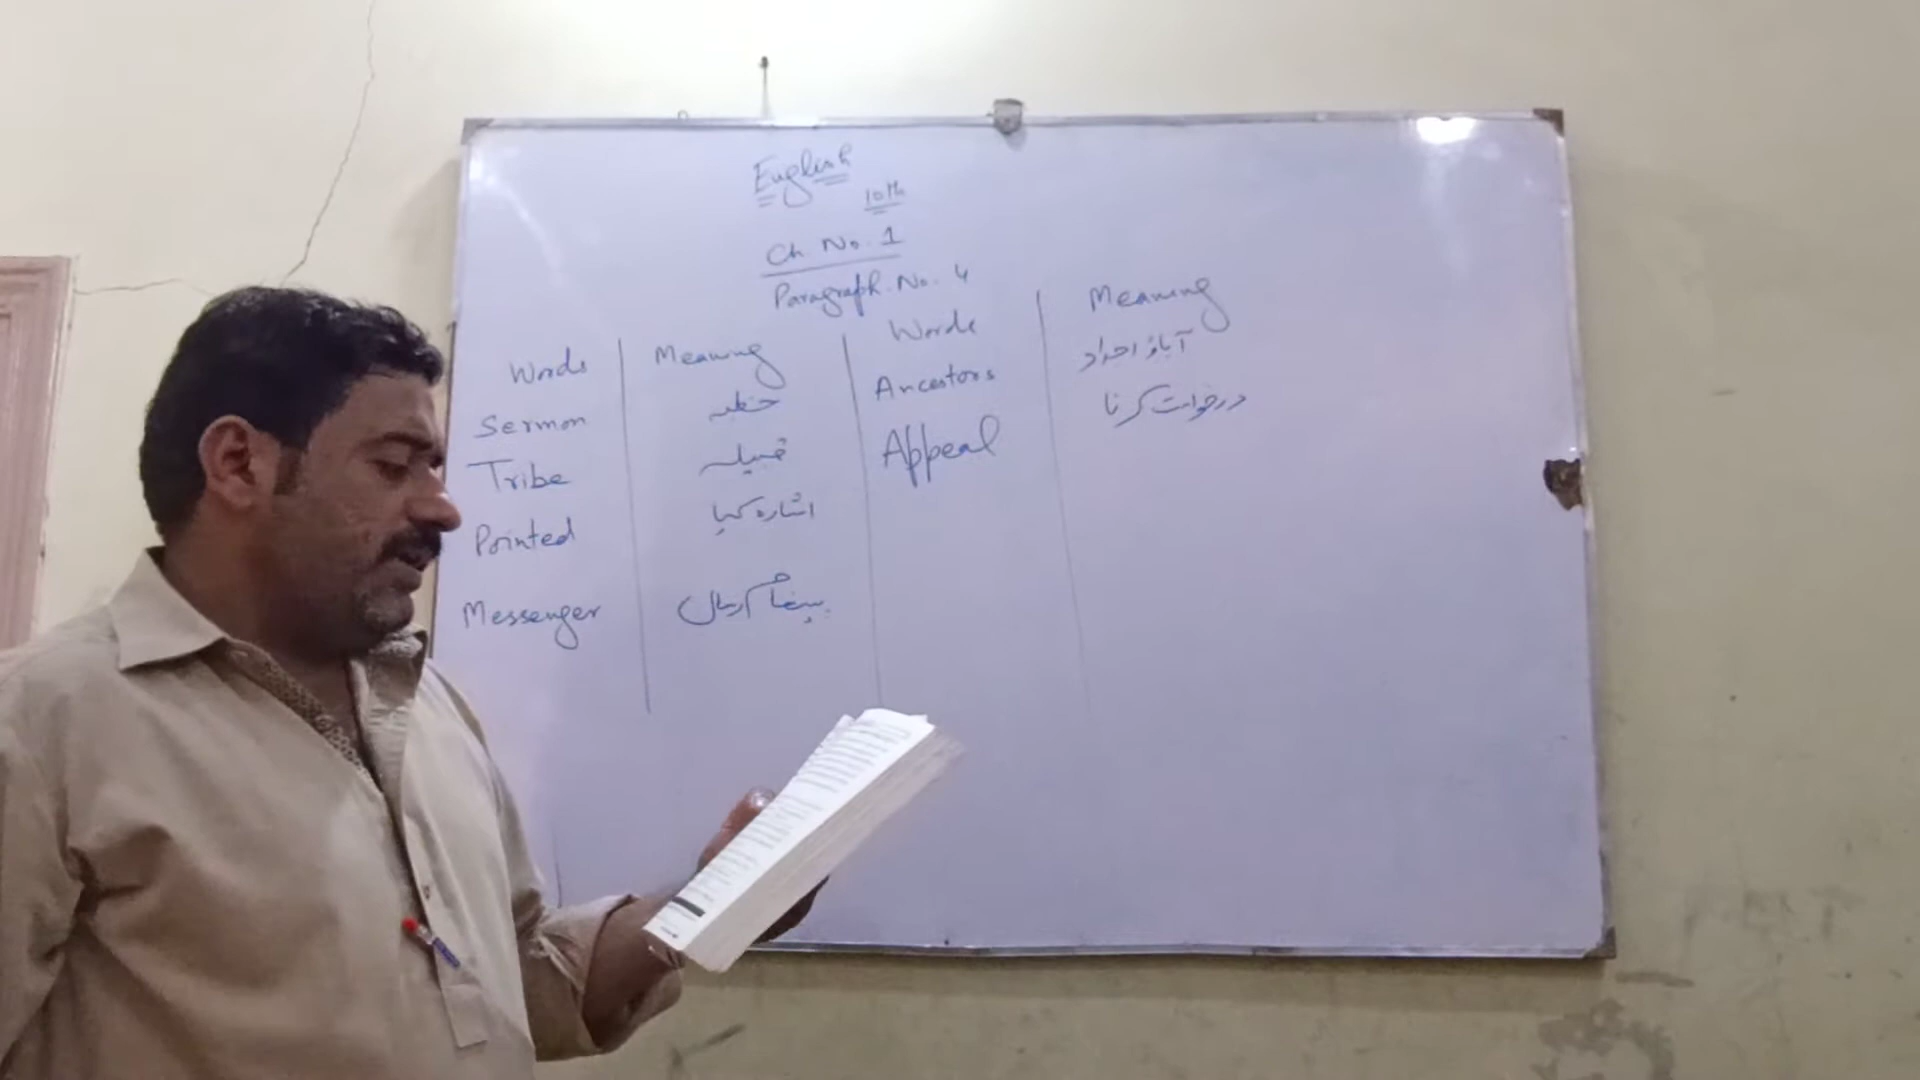 English
10th
Ch No. 1
Paragraph. No. 4
Words Meaning Words Meaning
Sermon خطبہ Ancestors آباؤ اجداد
Tribe قبیلہ Appeal درخواست کرنا
Pointed اشارہ کیا
Messenger پیغام رساں